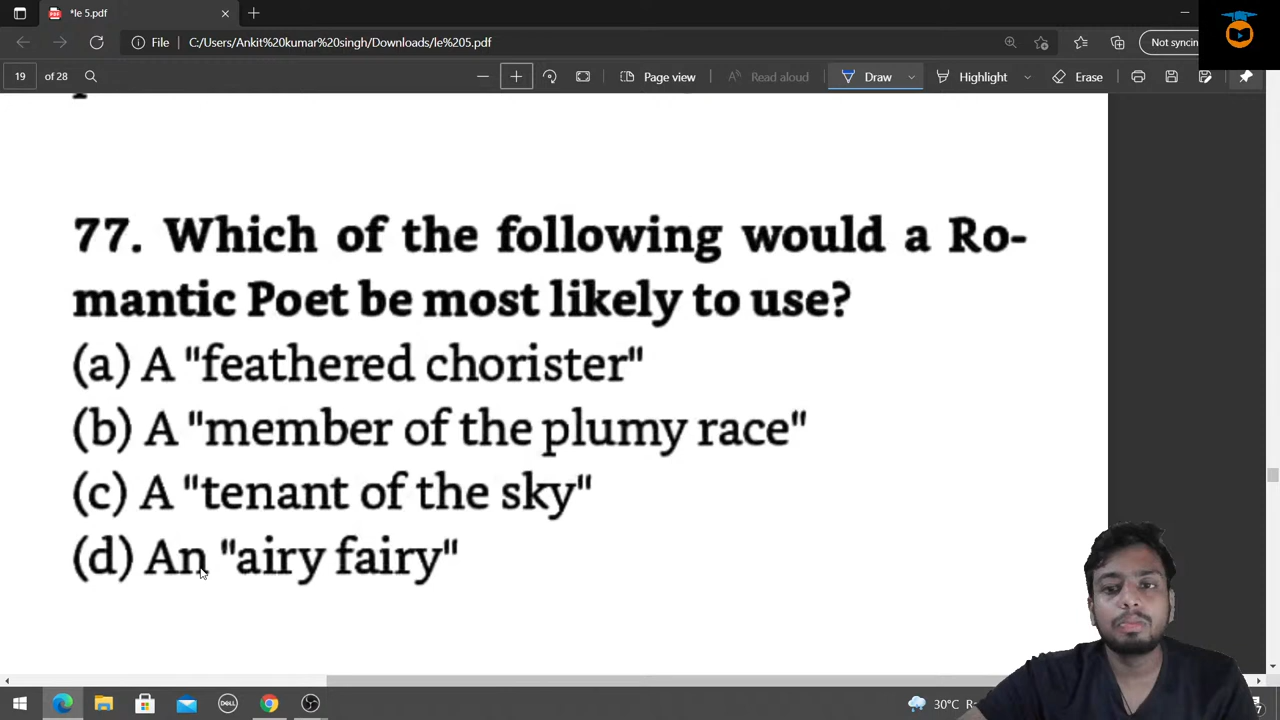 *le 5.pdf
File
C:/Users/Ankit%20kumar%20singh/Downloads/le%205.pdf
Not syncin
19 of 28
Page view
Read aloud
Draw
Highlight
Erase
77. Which of the following would a Ro-
mantic Poet be most likely to use?
(a) A "feathered chorister"
(b) A "member of the plumy race"
(c) A "tenant of the sky"
(d) An "airy fairy"
DELL
30°C R